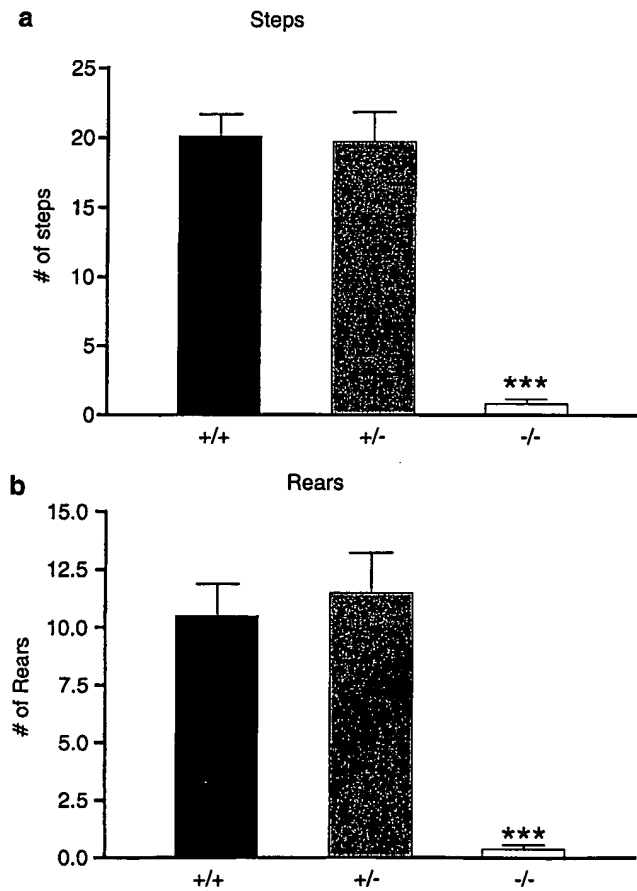 a Steps
25
20
15
10
5
0
# of steps
***
+/+ +/- -/-
b Rears
15.0
12.5
10.0
7.5
5.0
2.5
0.0
# of Rears
***
+/+ +/- -/-